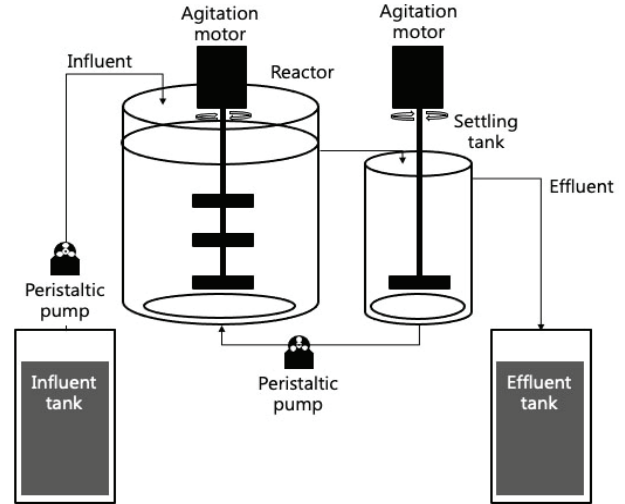 Agitation
motor
Agitation
motor
Influent
Reactor
Settling
tank
Effluent
Peristaltic
pump
Peristaltic
pump
Influent
tank
Effluent
tank